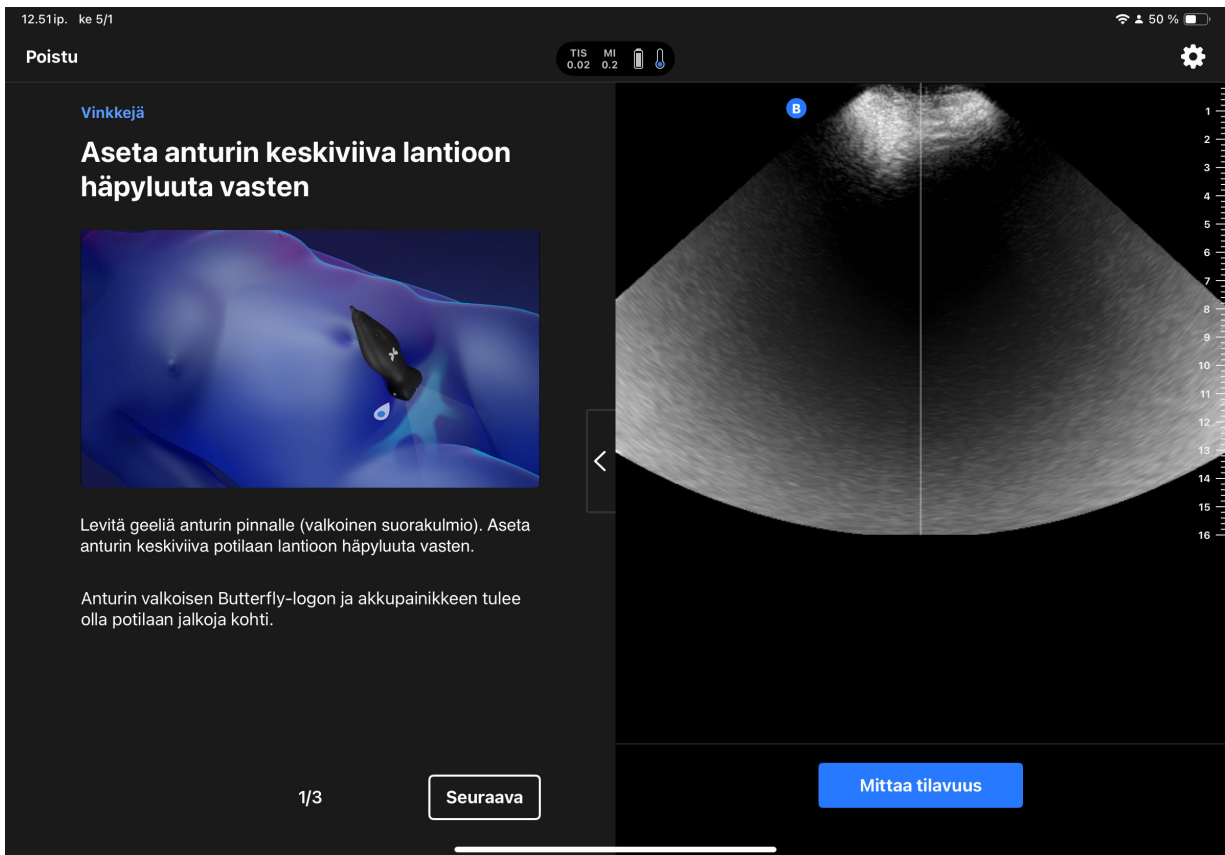 12.51 ip. ke 5/1
50 %
Poistu
TIS MI
0.02 0.2
Vinkkejä
Aseta anturin keskiviiva lantioon
häpyluuta vasten
Levitä geeliä anturin pinnalle (valkoinen suorakulmio). Aseta
anturin keskiviiva potilaan lantioon häpyluuta vasten.
Anturin valkoisen Butterfly-logon ja akkupainikkeen tulee
olla potilaan jalkoja kohti.
1/3
Seuraava
B
1
2
3
4
5
6
7
8
9
10
11
12
13
14
15
16
Mittaa tilavuus